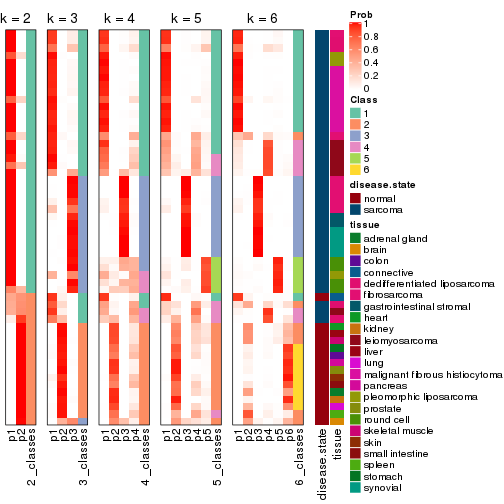 k = 2
k = 3
k = 4
k = 5
k = 6
Prob
1
0.8
0.6
0.4
0.2
0
Class
1
2
3
4
5
6
disease.state
normal
sarcoma
tissue
adrenal gland
brain
colon
connective
dedifferentiated liposarcoma
fibrosarcoma
gastrointestinal stromal
heart
kidney
leiomyosarcoma
liver
lung
malignant fibrous histiocytoma
pancreas
pleomorphic liposarcoma
prostate
round cell
skeletal muscle
skin
small intestine
spleen
stomach
synovial
p1
p2
2_classes
p1
p2
p3
3_classes
p1
p2
p3
p4
4_classes
p1
p2
p3
p4
p5
5_classes
p1
p2
p3
p4
p5
p6
6_classes
disease.state
tissue